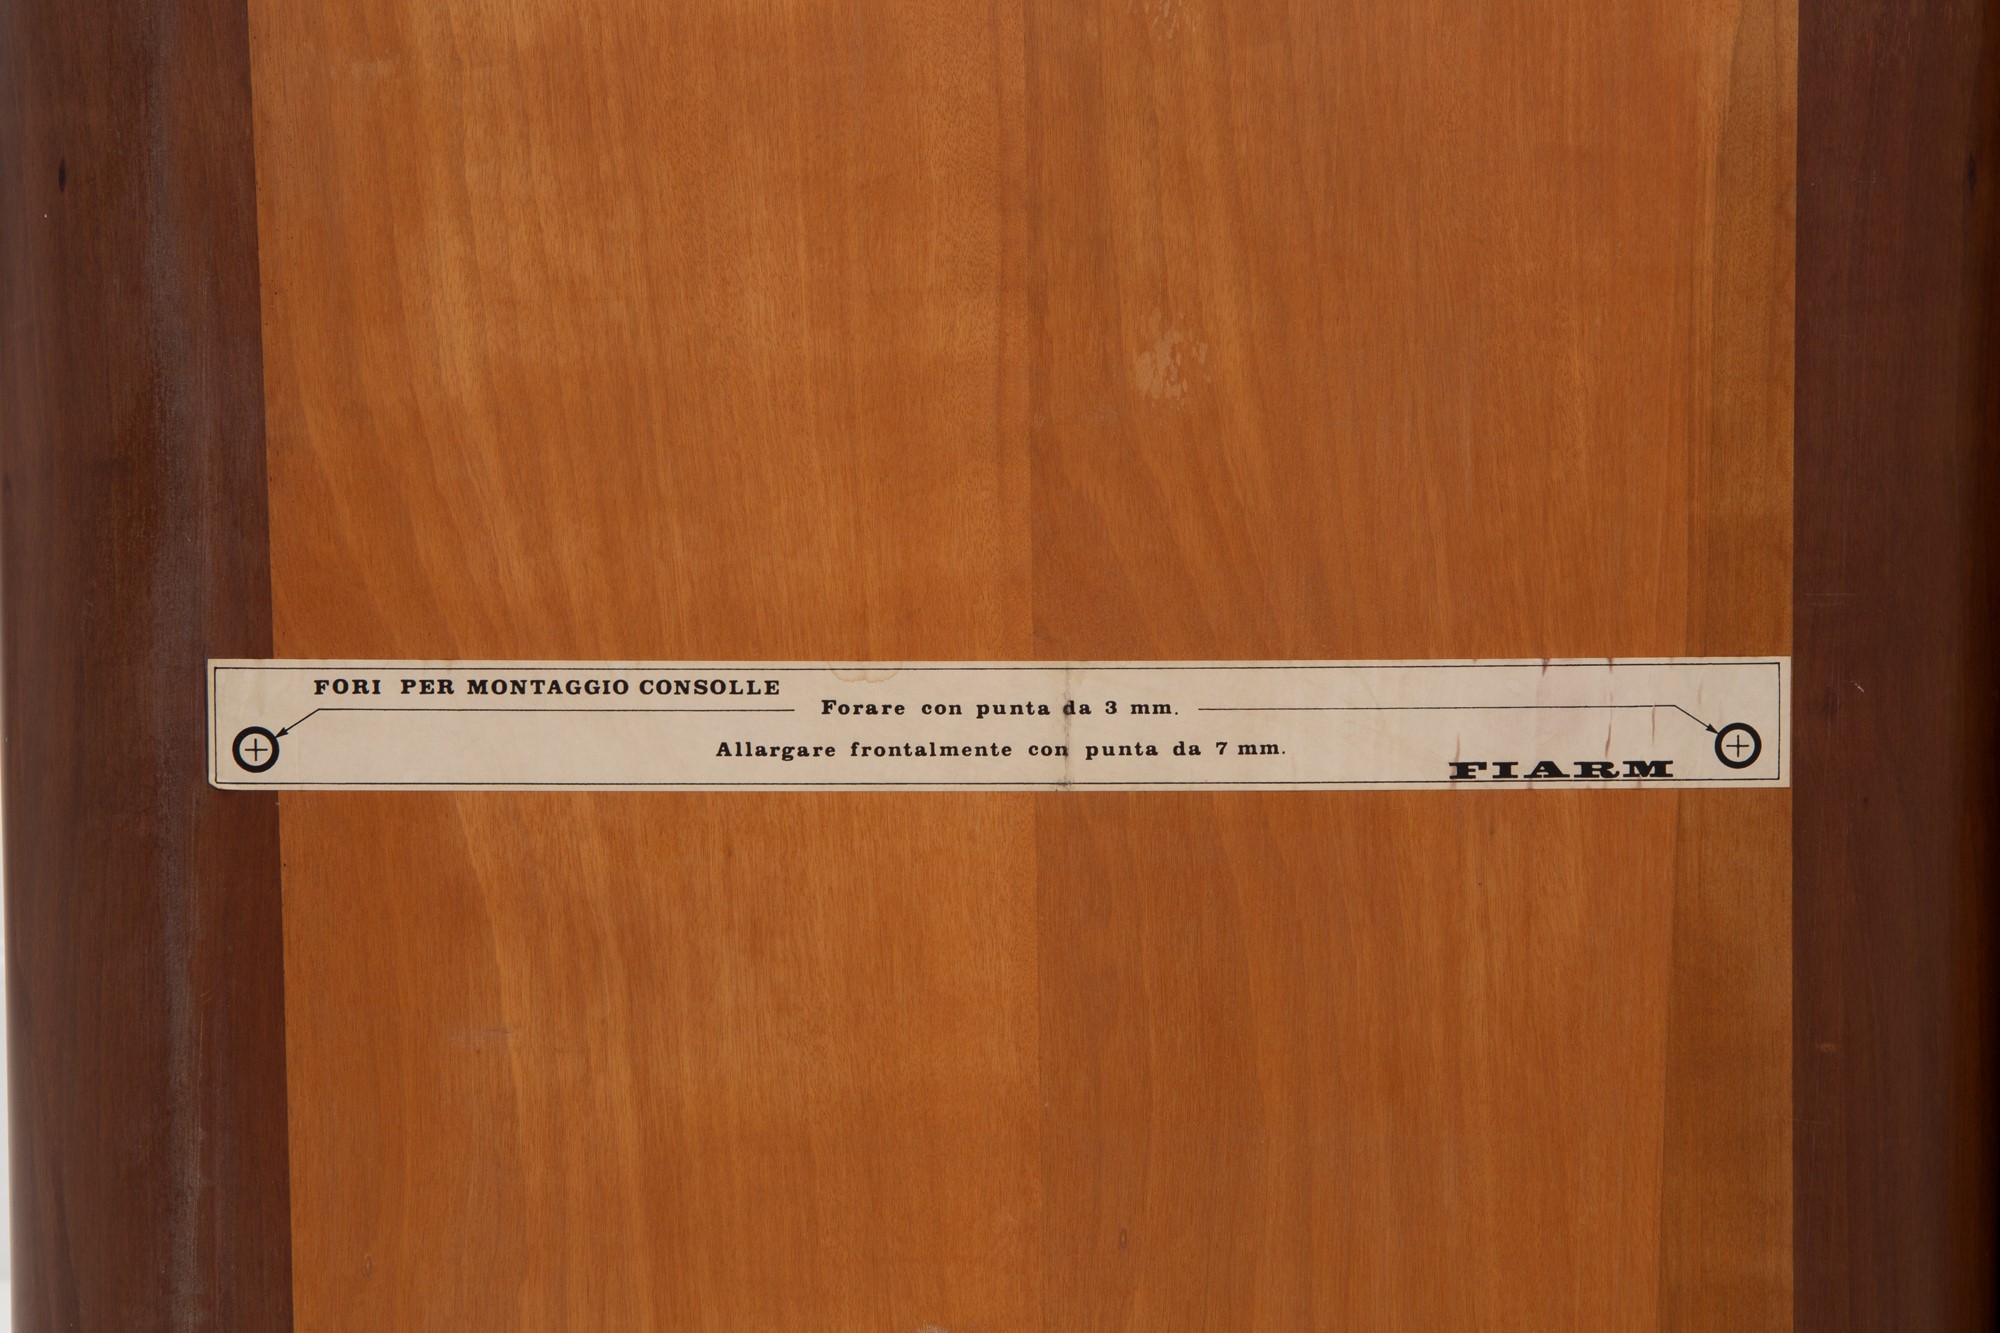 FORI PER MONTAGGIO CONSOLLE
Forare con punta da 3 mm.
Allargare frontalmente con punta da 7 mm.
FIARM